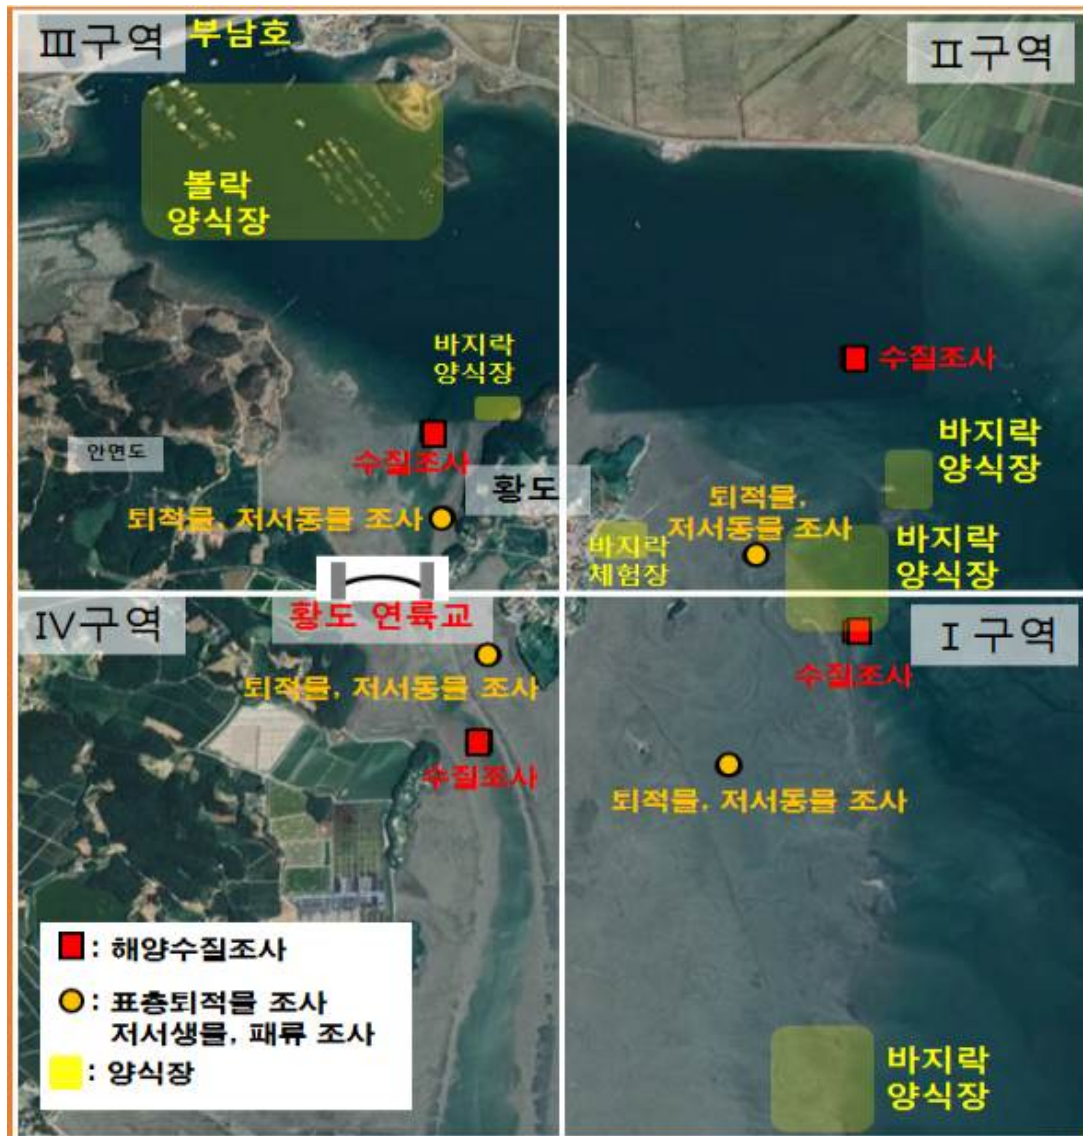 Ⅲ구역
부남호
볼락
양식장
바지락
양식장
안면도
수질조사
황도
퇴적물, 저서동물 조사
Ⅱ구역
수질조사
바지락
양식장
퇴적물,
저서동물 조사
바지락
체험장
바지락
양식장
Ⅳ구역
황도 연륙교
퇴적물, 저서동물 조사
수질조사
: 해양수질조사
: 표층퇴적물 조사
저서생물, 패류 조사
: 양식장
Ⅰ구역
수질조사
퇴적물, 저서동물 조사
바지락
양식장